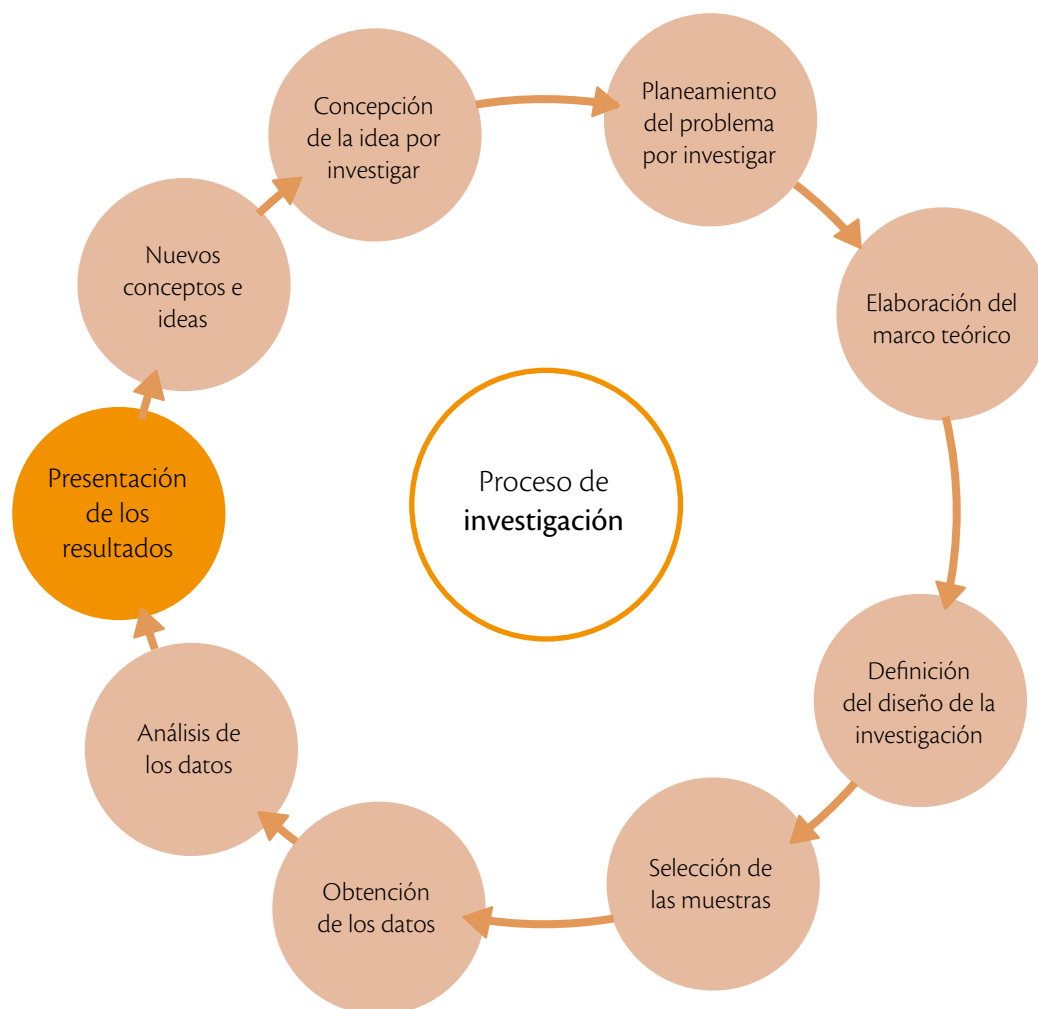 Concepción
de la idea por
investigar
Planeamiento
del problema
por investigar
Elaboración del
marco teórico
Definición
del diseño de la
investigación
Selección de
las muestras
Obtención
de los datos
Análisis de
los datos
Presentación
de los
resultados
Nuevos
conceptos e
ideas
Proceso de
investigación